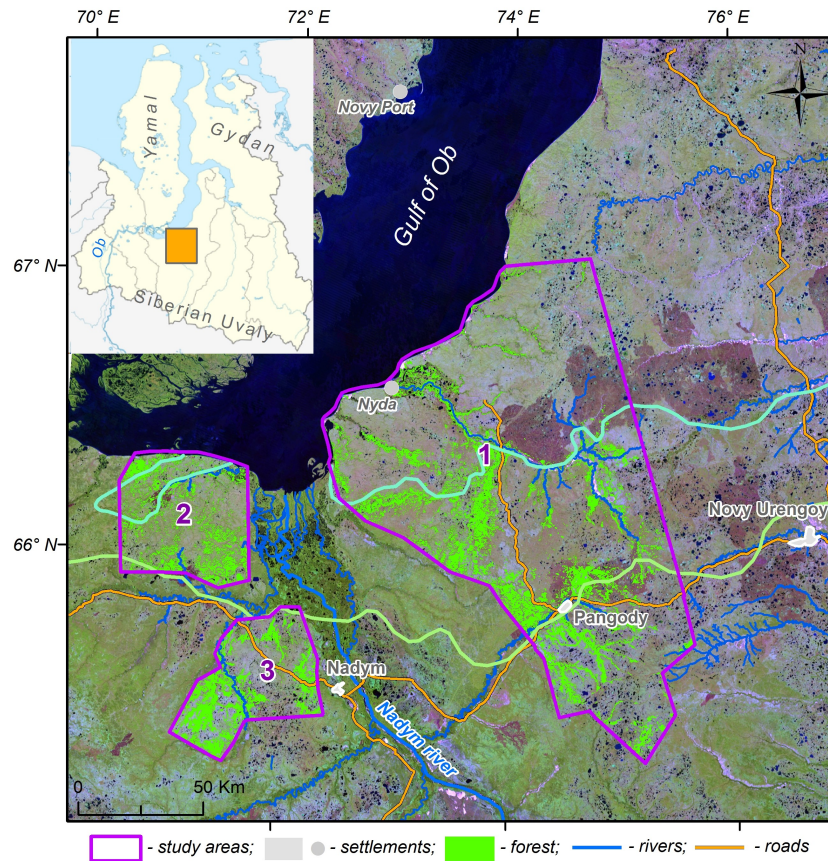 70° E
72° E
74° E
76° E
N
Novy Port
Yamal
Gydan
Gulf of Ob
Ob
67° N
Siberian Uvaly
Nyda
1
2
Novy Urengoy
66° N
Pangody
3
Nadym
Nadym river
0
50 Km
- study areas;
- settlements;
- forest;
- rivers;
- roads